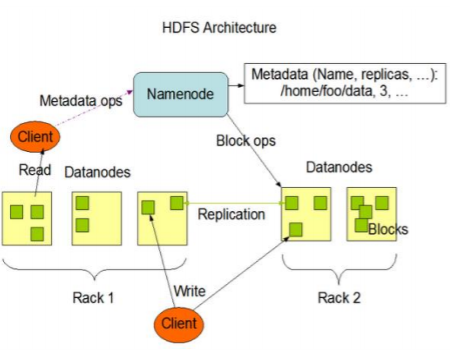 HDFS Architecture
Metadata (Name, replicas, ...):
/home/foo/data, 3, ...
Namenode
Metadata ops
Client
Block ops
Read
Datanodes
Datanodes
Replication
Blocks
Rack 1
Write
Rack 2
Client